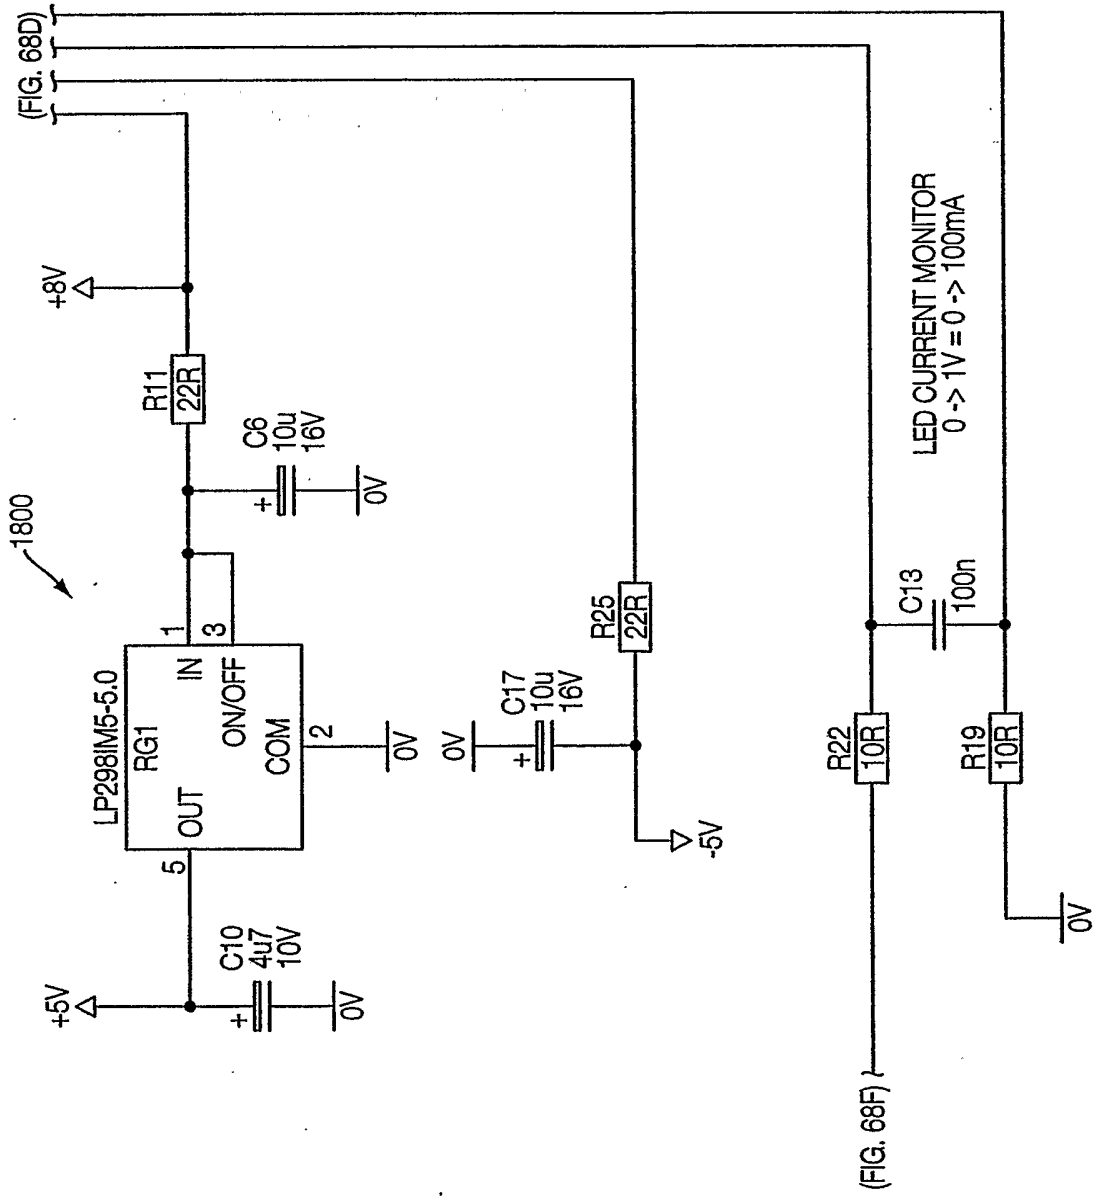 (FIG. 68D)
+8V
R11
22R
C6
10u
16V
0V
1800
LP298IM5-5.0
RG1
IN
1
ON/OFF
3
COM
2
OUT
5
0V
+5V
C10
4u7
10V
0V
0V
C17
10u
16V
R25
22R
-5V
LED CURRENT MONITOR
0 -> 1V = 0 -> 100mA
C13
100n
R22
10R
R19
10R
0V
(FIG. 68F)